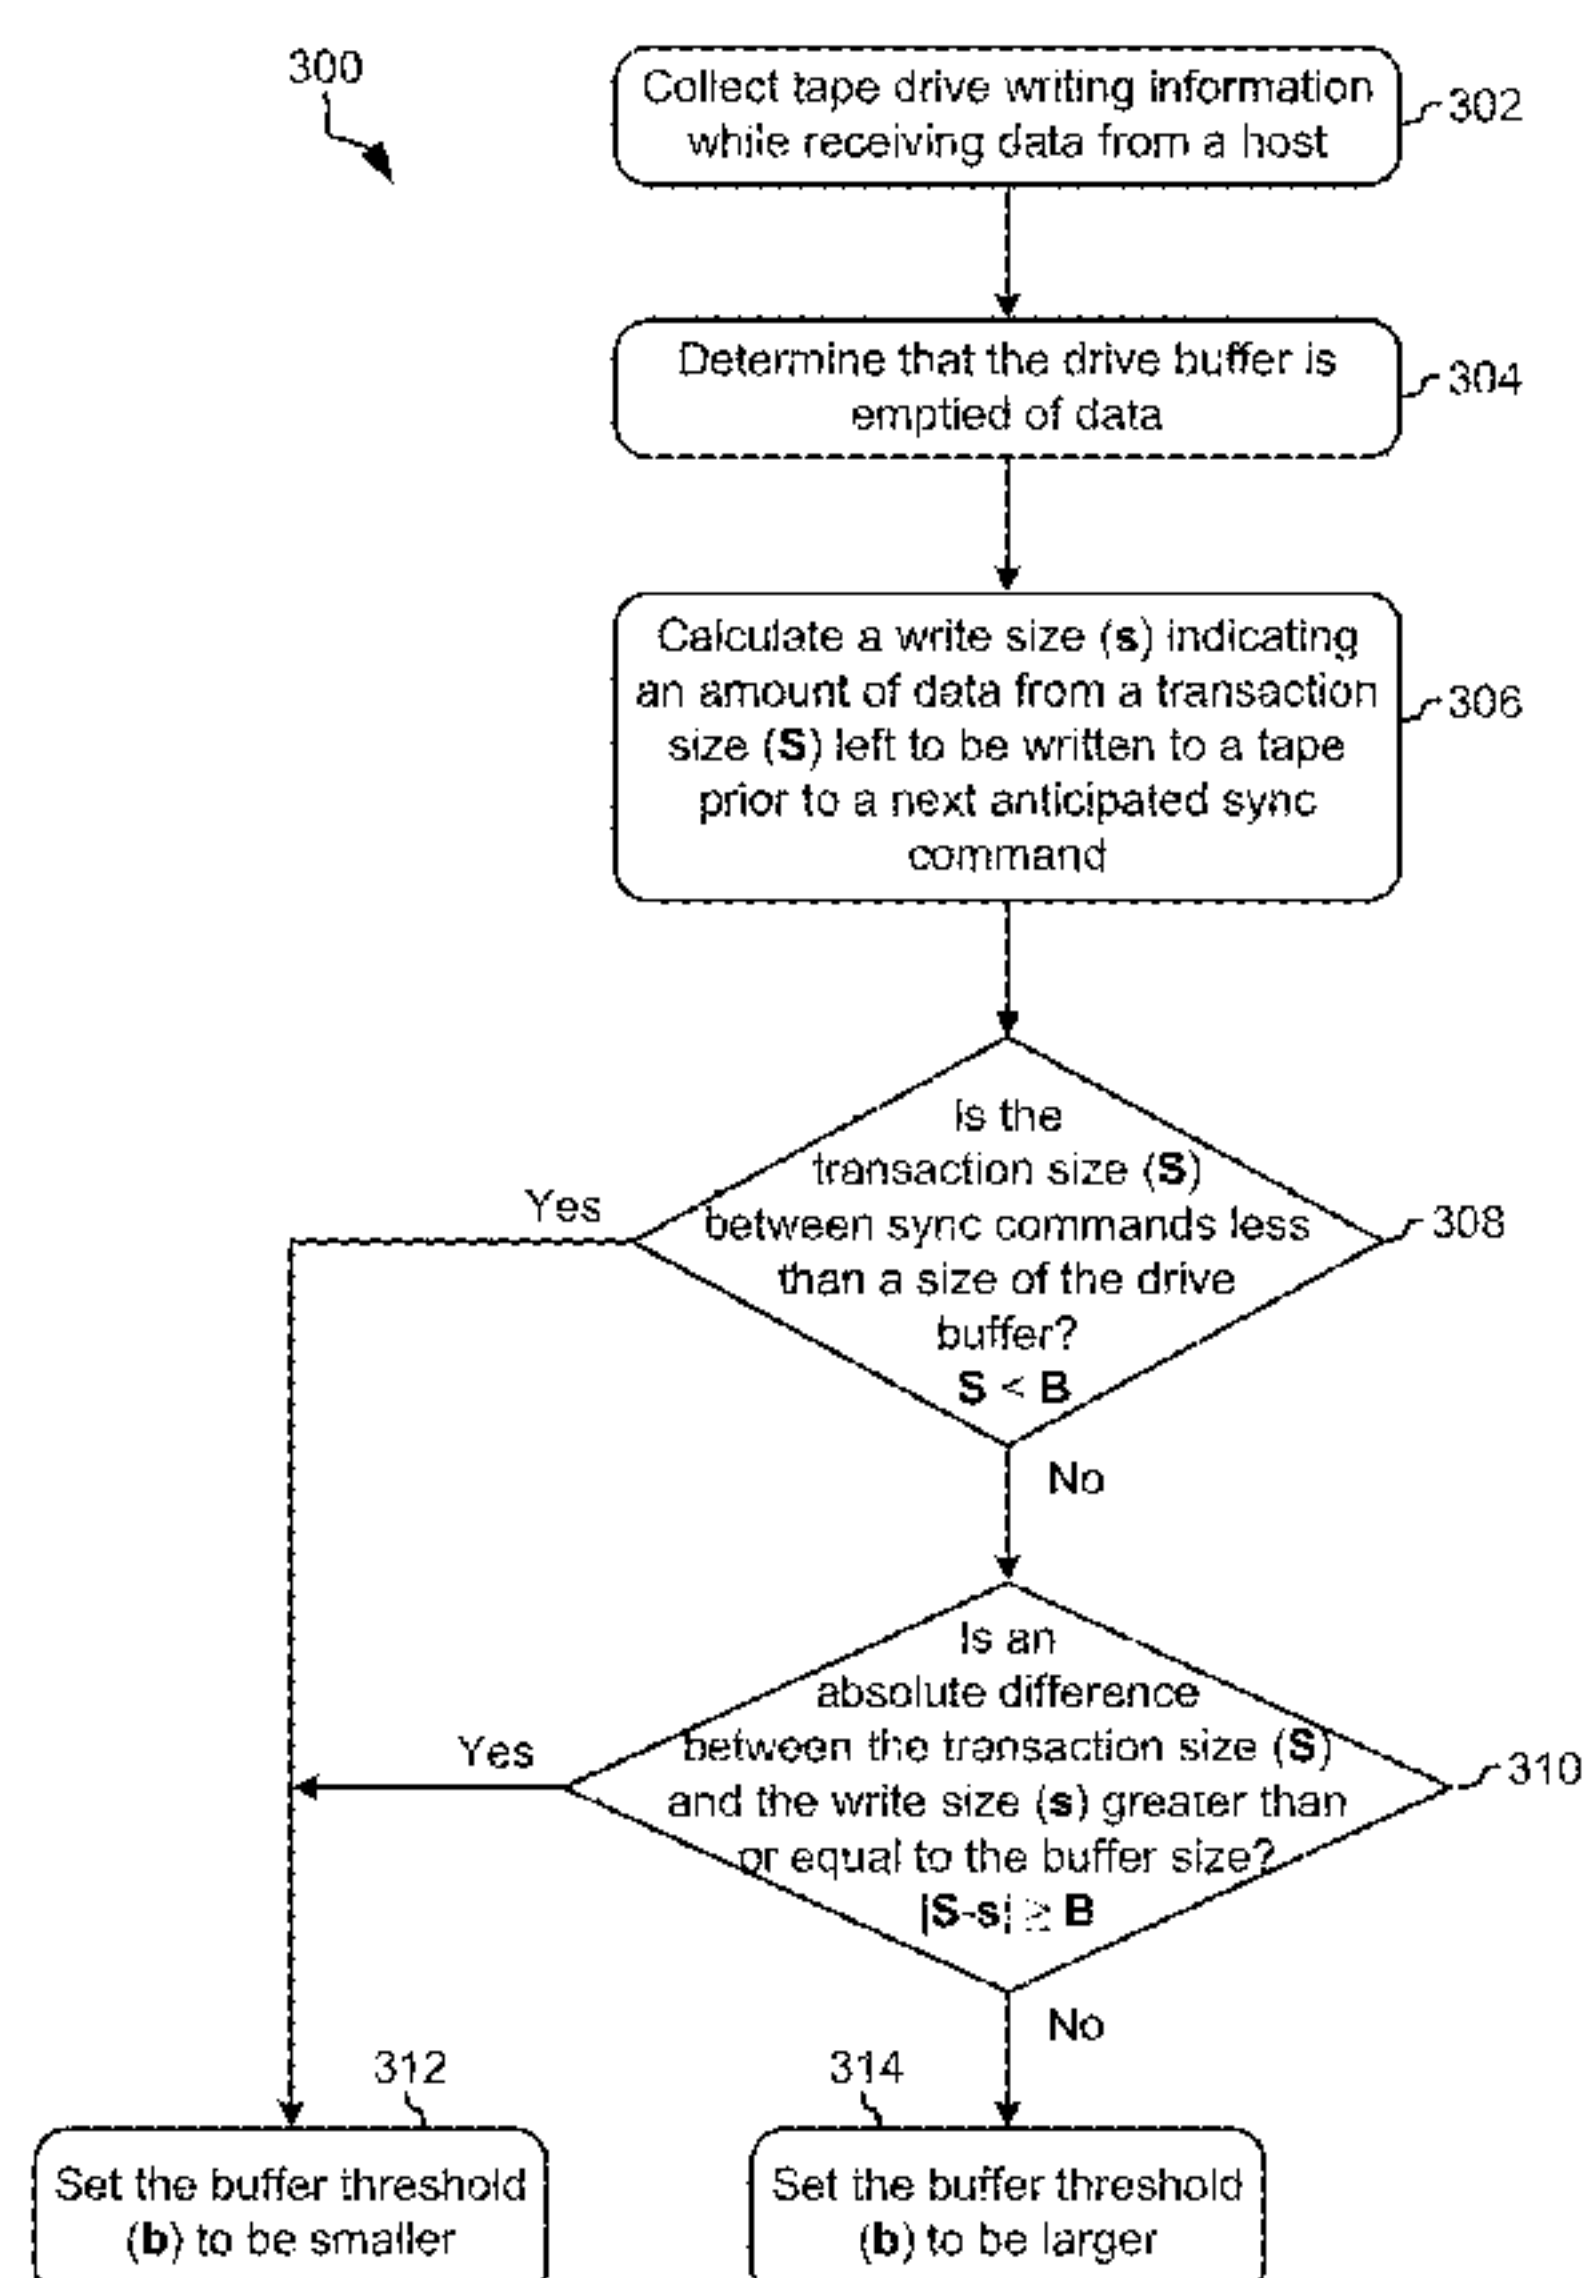 300
Collect tape drive writing information
while receiving data from a host
302
Determine that the drive buffer is
emptied of data
304
Calculate a write size (s) indicating
an amount of data from a transaction
size (S) left to be written to a tape
prior to a next anticipated sync
command
306
Is the
transaction size (S)
between sync commands less
than a size of the drive
buffer?
S < B
308
Yes
No
Is an
absolute difference
between the transaction size (S)
and the write size (s) greater than
or equal to the buffer size?
|S-s| ≥ B
310
Yes
No
312
Set the buffer threshold
(b) to be smaller
314
Set the buffer threshold
(b) to be larger